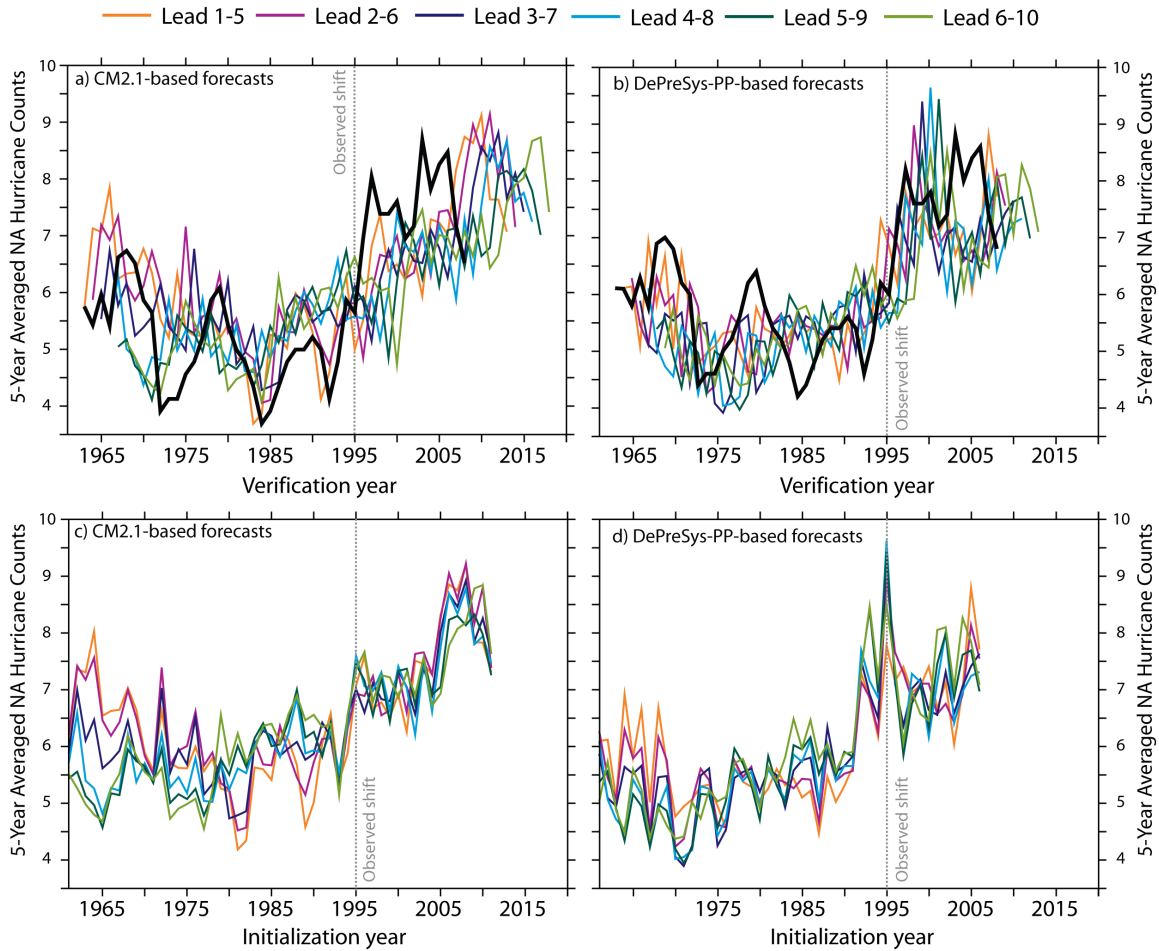 Lead 1-5 Lead 2-6 Lead 3-7 Lead 4-8 Lead 5-9 Lead 6-10
a) CM2.1-based forecasts
5-Year Averaged NA Hurricane Counts
10
9
8
7
6
5
4
Observed shift
1965 1975 1985 1995 2005 2015
Verification year
b) DePreSys-PP-based forecasts
Observed shift
10
9
8
7
6
5
4
5-Year Averaged NA Hurricane Counts
1965 1975 1985 1995 2005 2015
Verification year
c) CM2.1-based forecasts
5-Year Averaged NA Hurricane Counts
10
9
8
7
6
5
4
Observed shift
1965 1975 1985 1995 2005 2015
Initialization year
d) DePreSys-PP-based forecasts
Observed shift
10
9
8
7
6
5
4
5-Year Averaged NA Hurricane Counts
1975 1985 1995 2005 2015
Initialization year